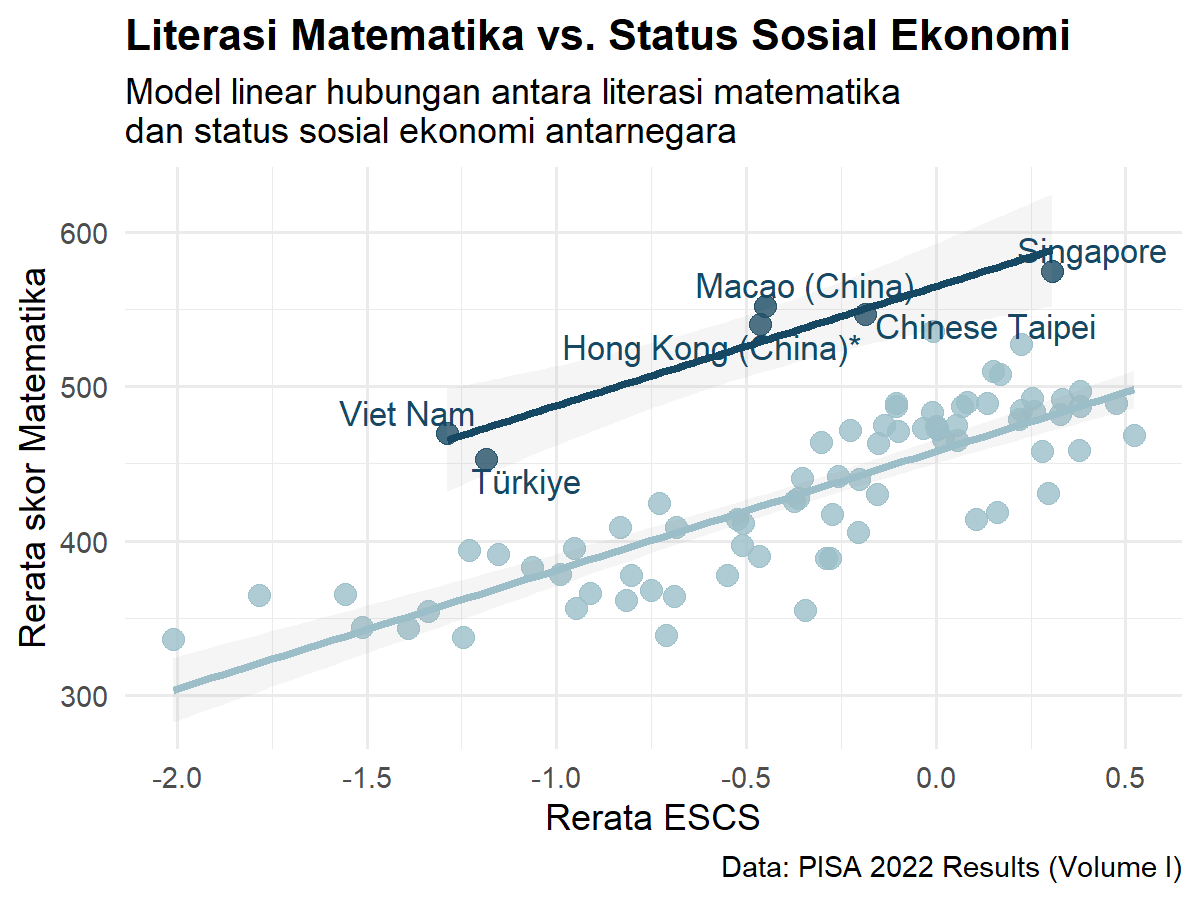 Literasi Matematika vs. Status Sosial Ekonomi
Model linear hubungan antara literasi matematika
dan status sosial ekonomi antarnegara
Rerata skor Matematika
600
500
400
300
Singapore
Macao (China)
Chinese Taipei
Hong Kong (China)*
Viet Nam
Türkiye
-2.0
-1.5
-1.0
-0.5
0.0
0.5
Rerata ESCS
Data: PISA 2022 Results (Volume I)